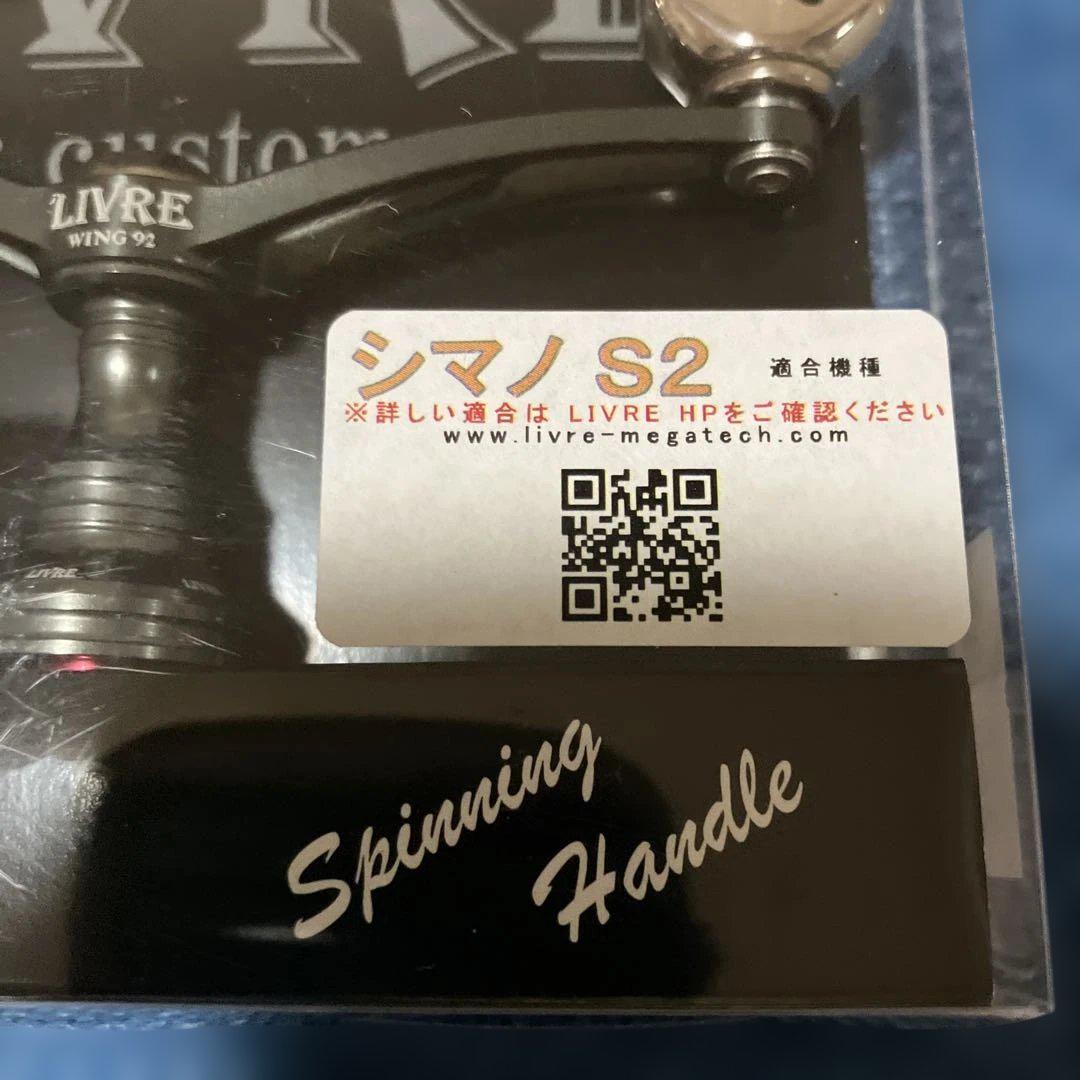 custom
LIVRE
WING 92
シマノ S2 適合機種
※詳しい適合は LIVRE HPをご確認ください
www.livre-megatech.com
LIVRE
Spinning
Handle